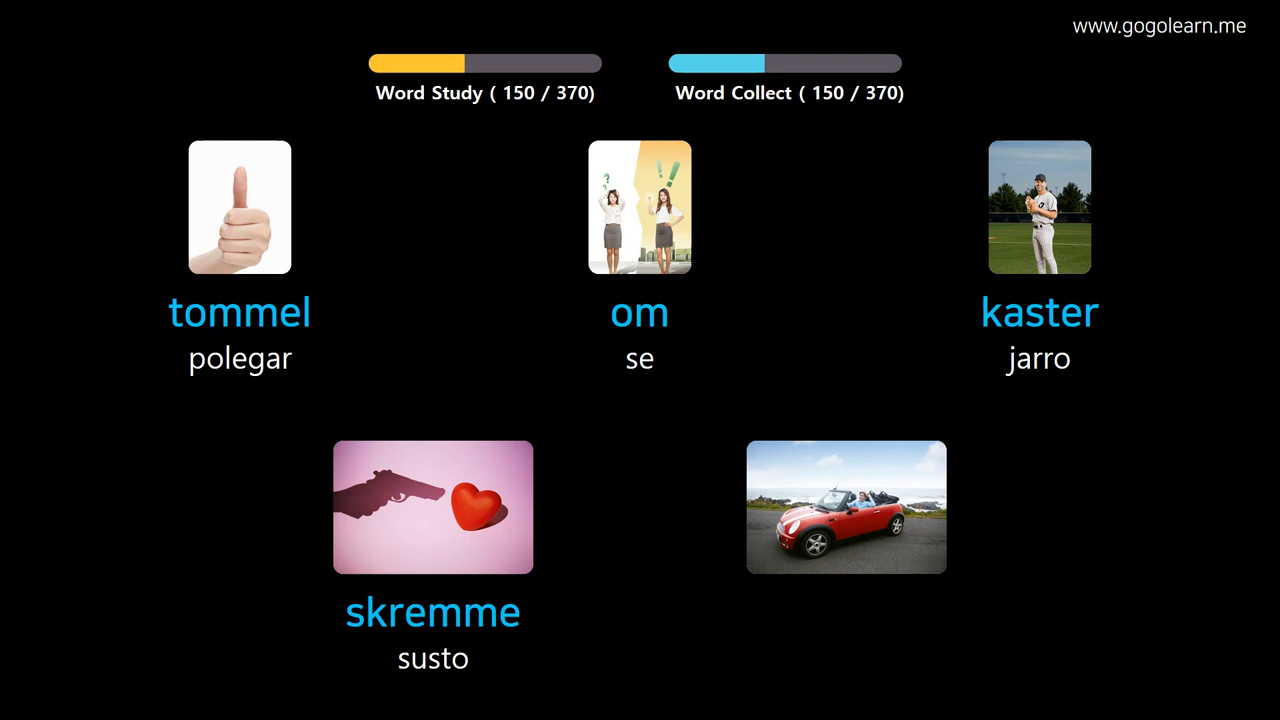 www.gogolearn.me
Word Study ( 150 / 370)
Word Collect ( 150 / 370)
tommel
om
kaster
polegar
se
jarro
skremme
susto